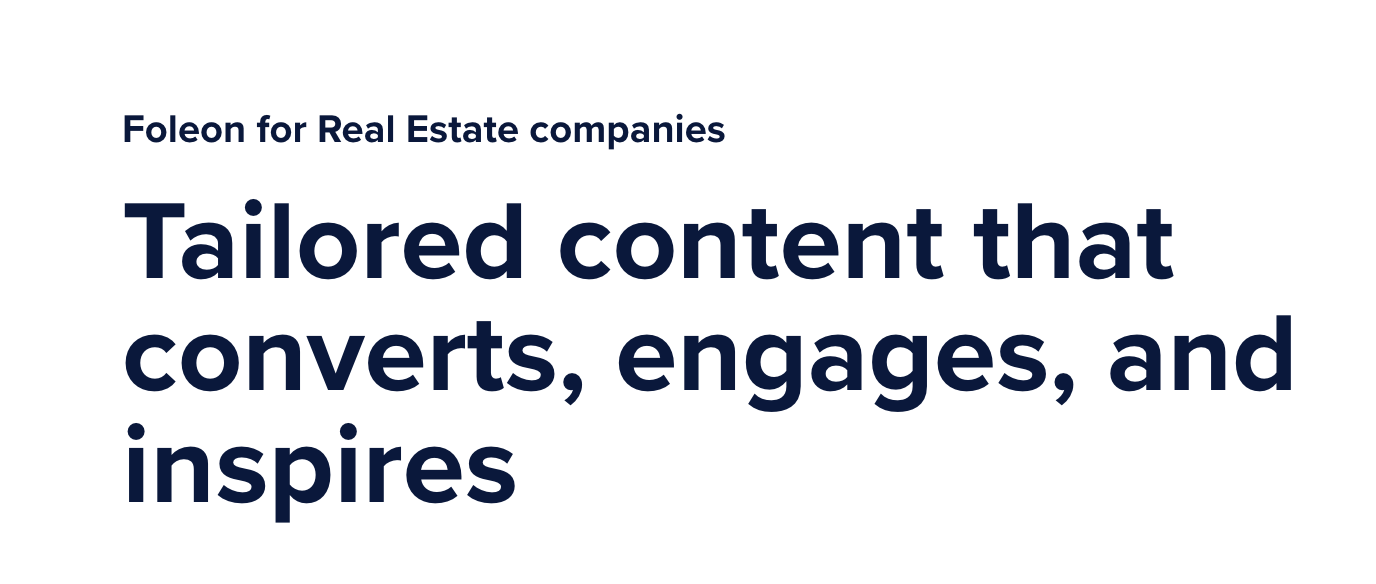 Foleon for Real Estate companies
Tailored content that
converts, engages, and
inspires